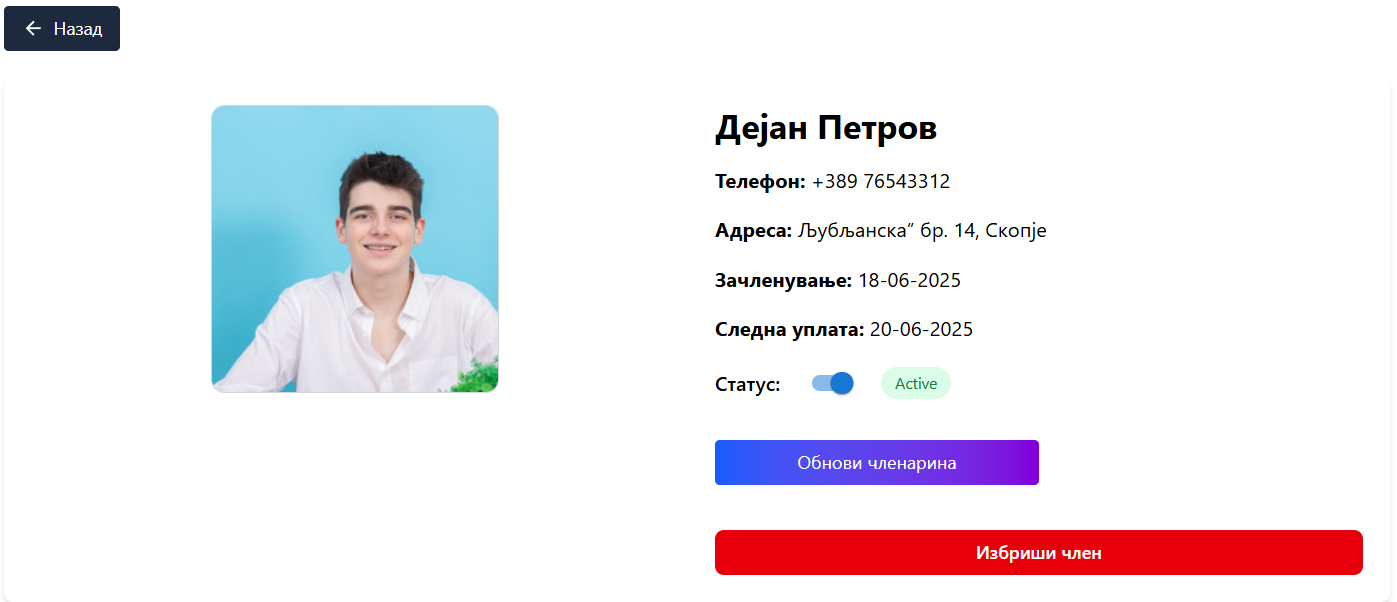 Назад
Дејан Петров
Телефон: +389 76543312
Адреса: Љубљанска” бр. 14, Скопје
Зачленување: 18-06-2025
Следна уплата: 20-06-2025
Статус: Active
Обнови членарина
Избриши член